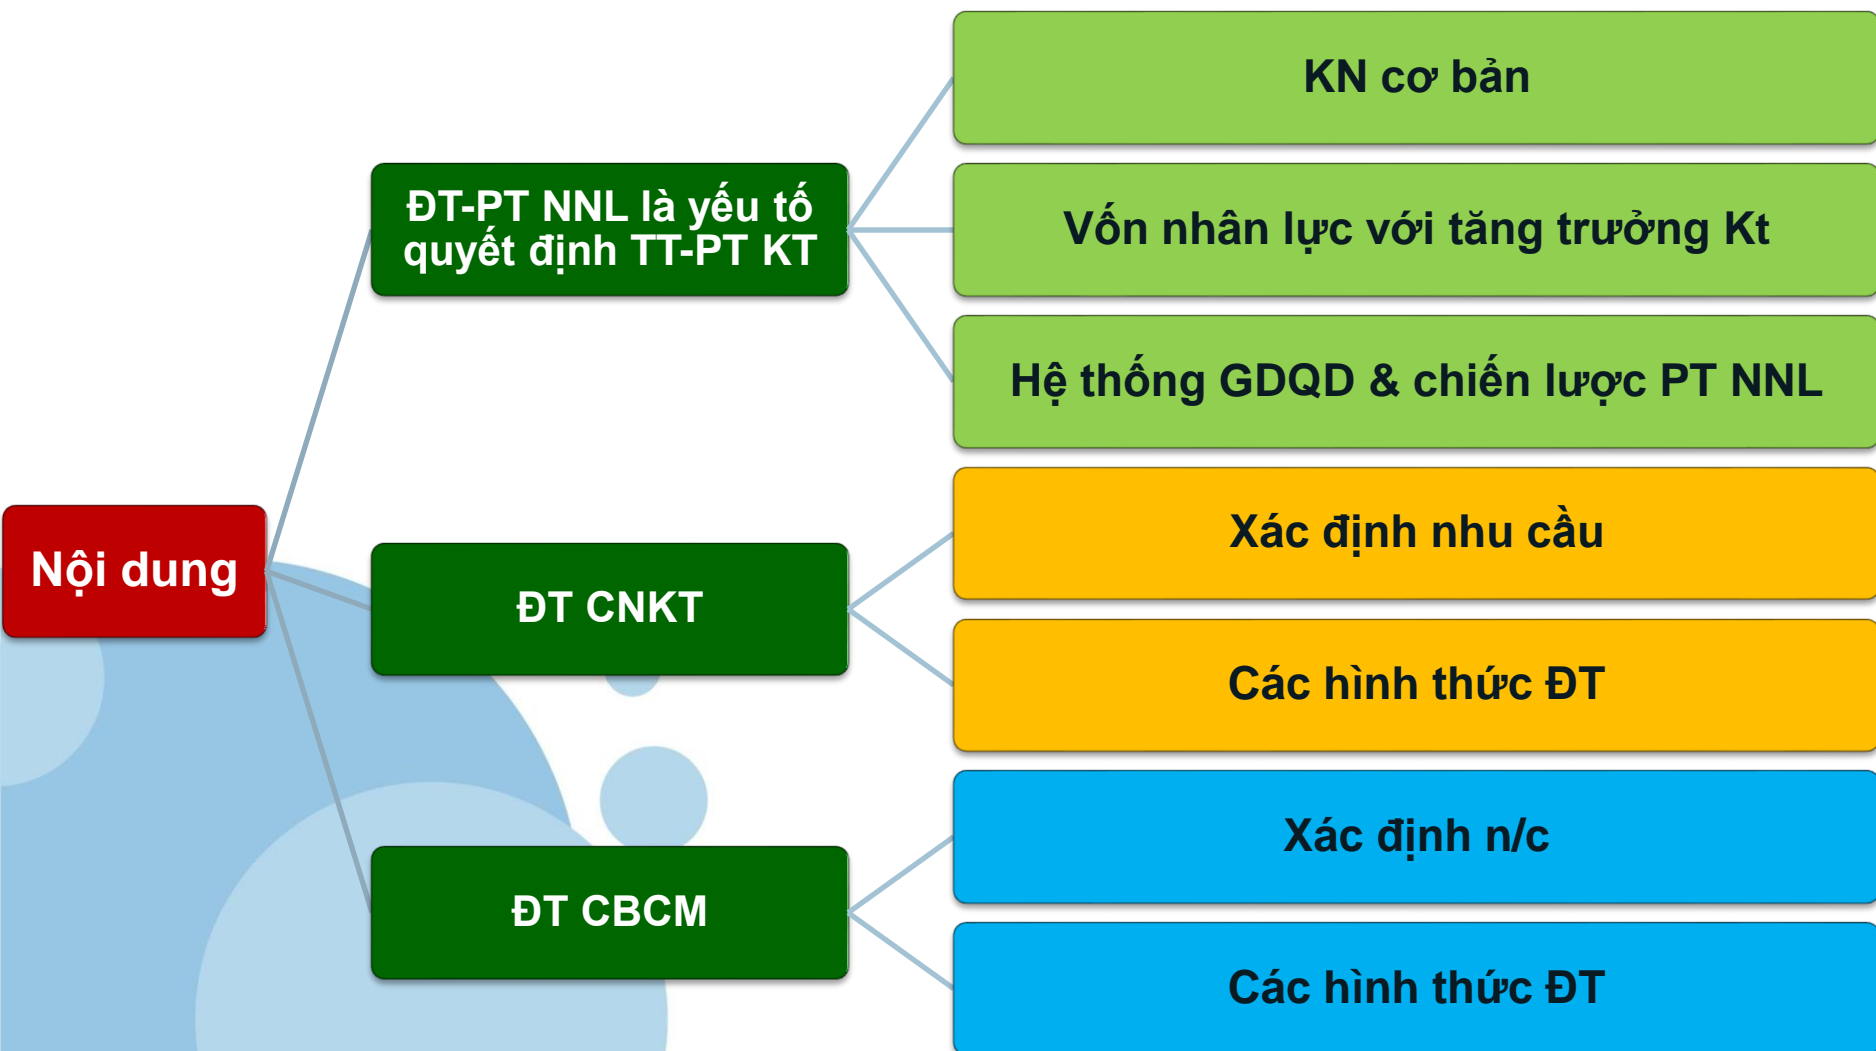 Nội dung
ĐT-PT NNL là yếu tố
quyết định TT-PT KT
KN cơ bản
Vốn nhân lực với tăng trưởng Kt
Hệ thống GDQD & chiến lược PT NNL
ĐT CNKT
Xác định nhu cầu
Các hình thức ĐT
ĐT CBCM
Xác định n/c
Các hình thức ĐT